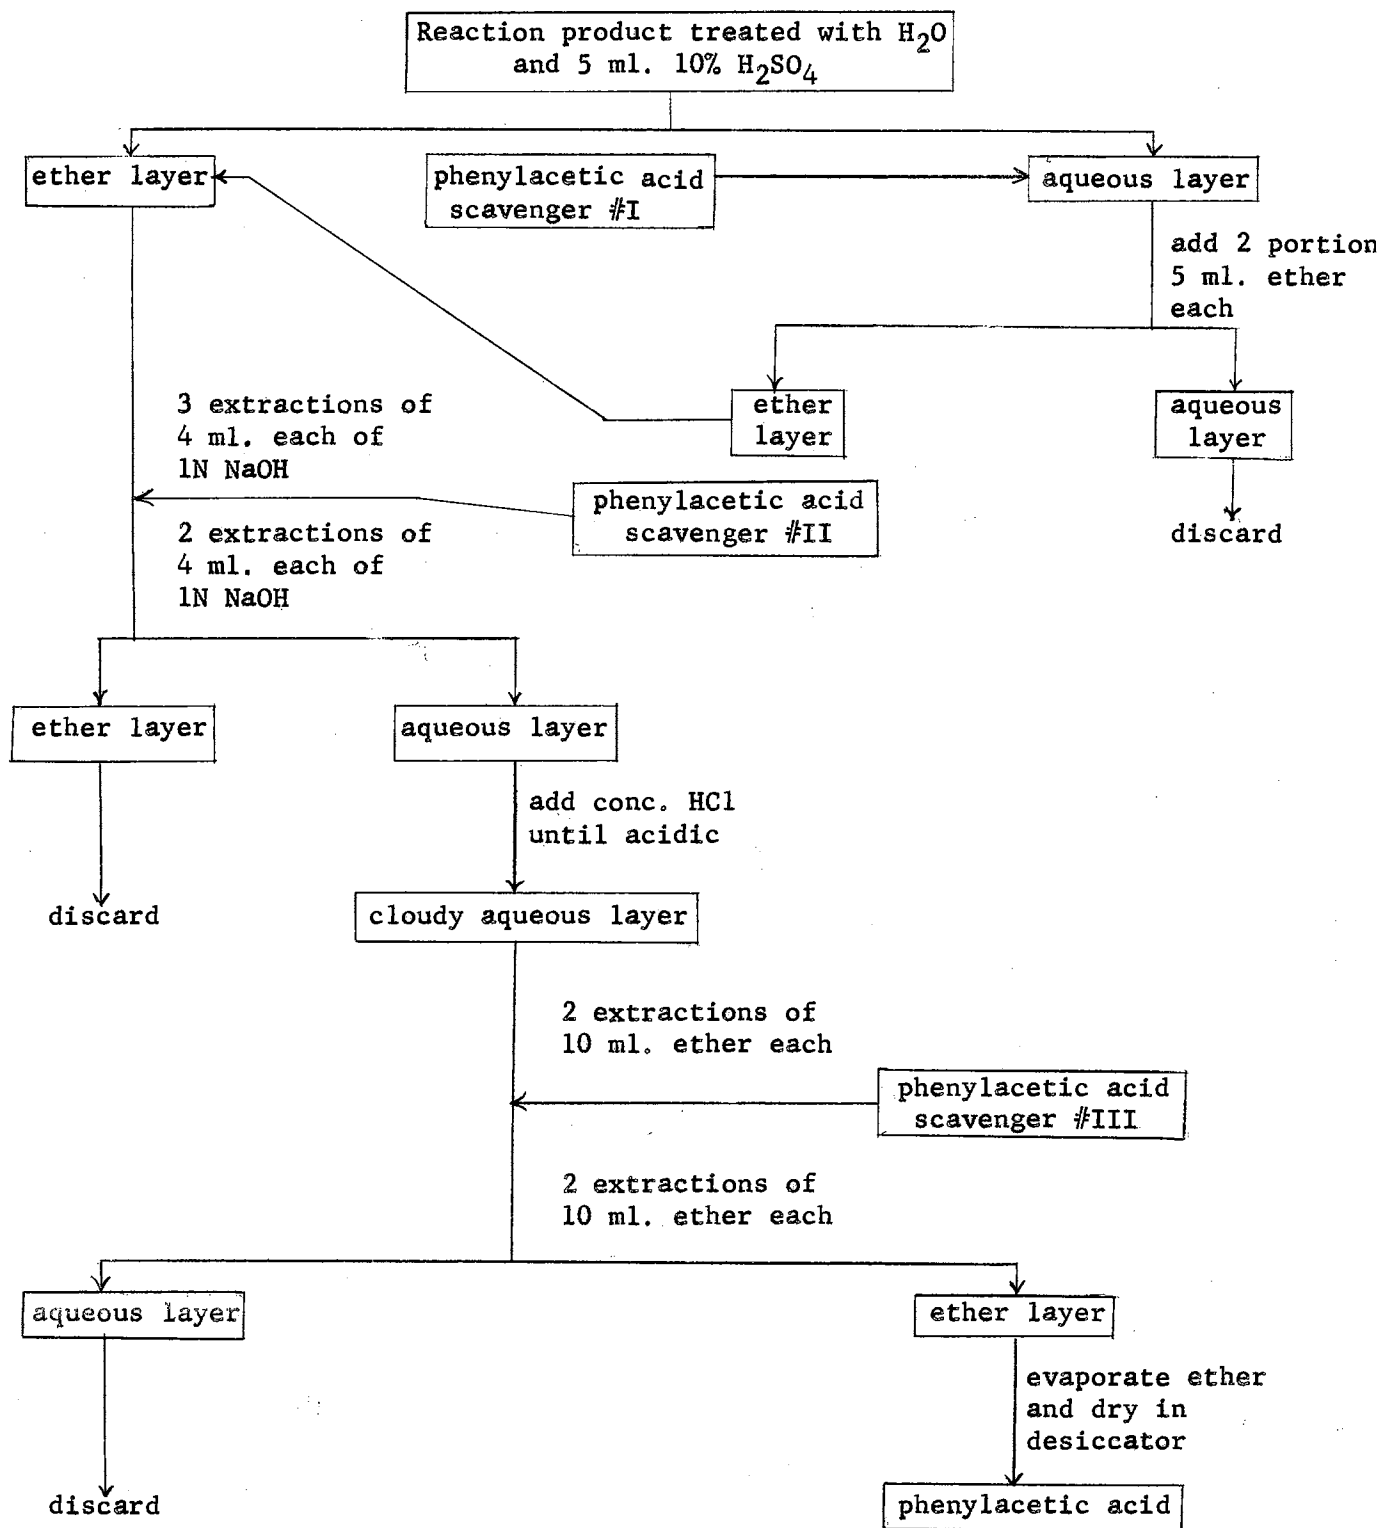 Reaction product treated with H2O
and 5 ml. 10% H2SO4
ether layer
phenylacetic acid
scavenger #I
aqueous layer
add 2 portion
5 ml. ether
each
3 extractions of
4 ml. each of
1N NaOH
ether
layer
aqueous
layer
phenylacetic acid
scavenger #II
discard
2 extractions of
4 ml. each of
1N NaOH
ether layer
aqueous layer
add conc. HCl
until acidic
discard
cloudy aqueous layer
2 extractions of
10 ml. ether each
phenylacetic acid
scavenger #III
2 extractions of
10 ml. ether each
aqueous layer
ether layer
evaporate ether
and dry in
desiccator
discard
phenylacetic acid